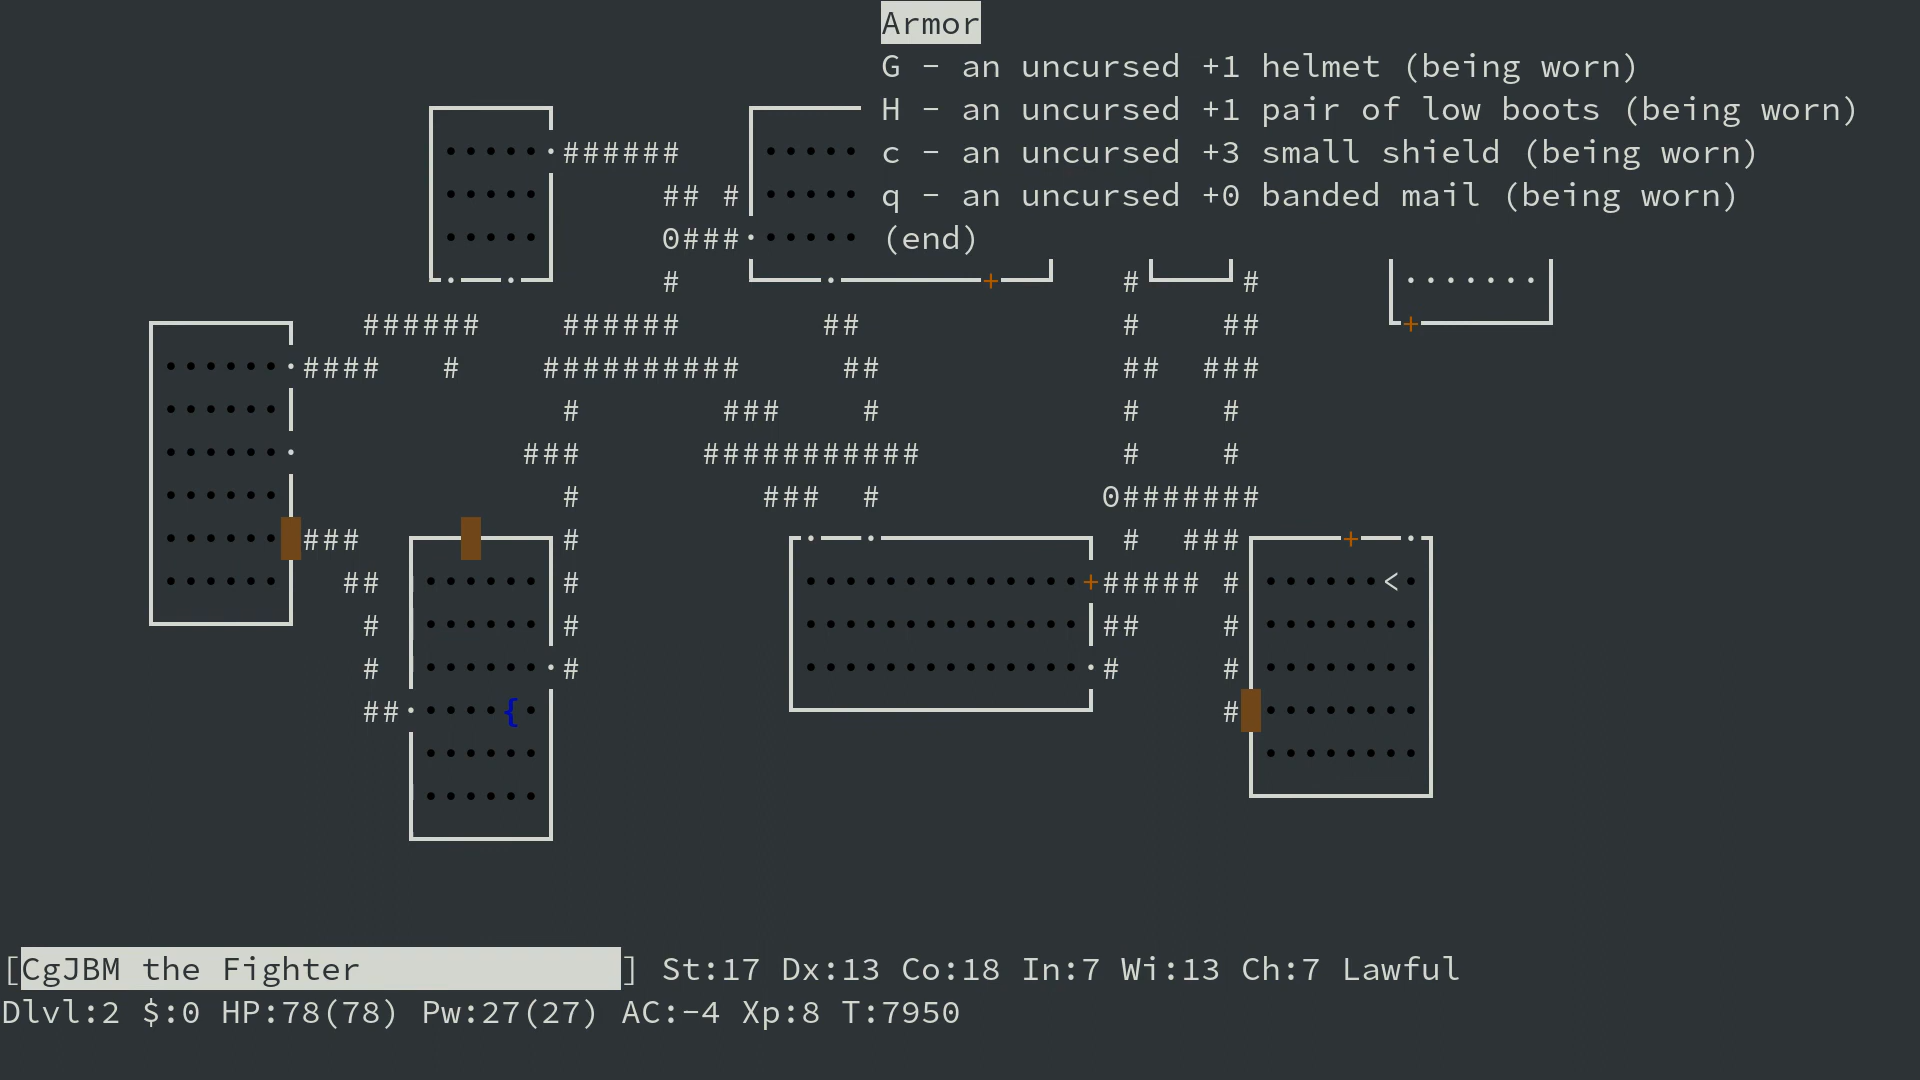 Armor
G - an uncursed +1 helmet (being worn)
H - an uncursed +1 pair of low boots (being worn)
c - an uncursed +3 small shield (being worn)
q - an uncursed +0 banded mail (being worn)
(end)
[CgJBM the Fighter] St:17 Dx:13 Co:18 In:7 Wi:13 Ch:7 Lawful
Dlvl:2 $:0 HP:78(78) Pw:27(27) AC:-4 Xp:8 T:7950